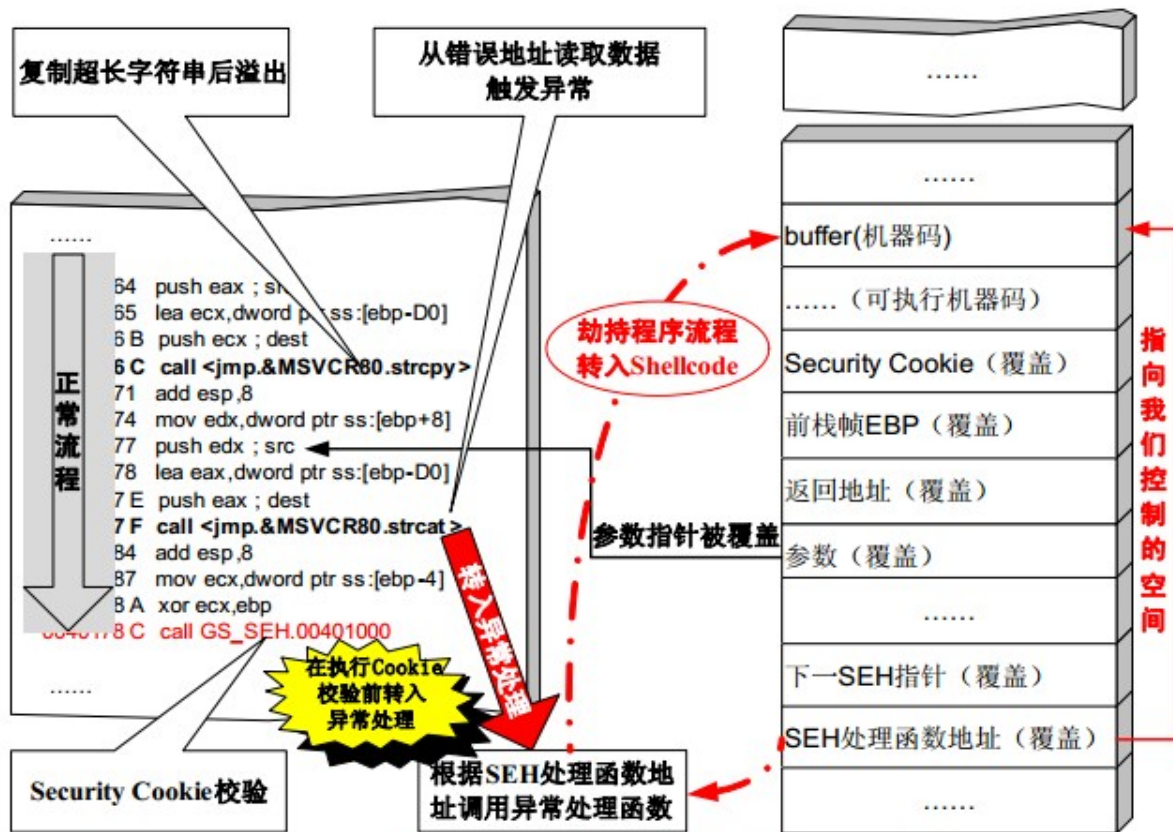 复制超长字符串后溢出
从错误地址读取数据
触发异常
……
64 push eax ; sr
65 lea ecx,dword ptr ss:[ebp-D0]
6 B push ecx ; dest
6 C call <jmp.&MSVCR80.strcpy>
71 add esp,8
74 mov edx,dword ptr ss:[ebp+8]
77 push edx ; src
78 lea eax,dword ptr ss:[ebp-D0]
7 E push eax ; dest
7 F call <jmp.&MSVCR80.strcat>
84 add esp,8
87 mov ecx,dword ptr ss:[ebp-4]
8 A xor ecx,ebp
8 C call GS_SEH.00401000
……
正常流程
Security Cookie校验
在执行Cookie
校验前转入
异常处理
转入异常处理
根据SEH处理函数地
址调用异常处理函数
劫持程序流程
转入Shellcode
参数指针被覆盖
……
……
buffer(机器码)
……（可执行机器码）
Security Cookie（覆盖）
前栈帧EBP（覆盖）
返回地址（覆盖）
参数（覆盖）
……
下一SEH指针（覆盖）
SEH处理函数地址（覆盖）
……
指向我们控制的空间